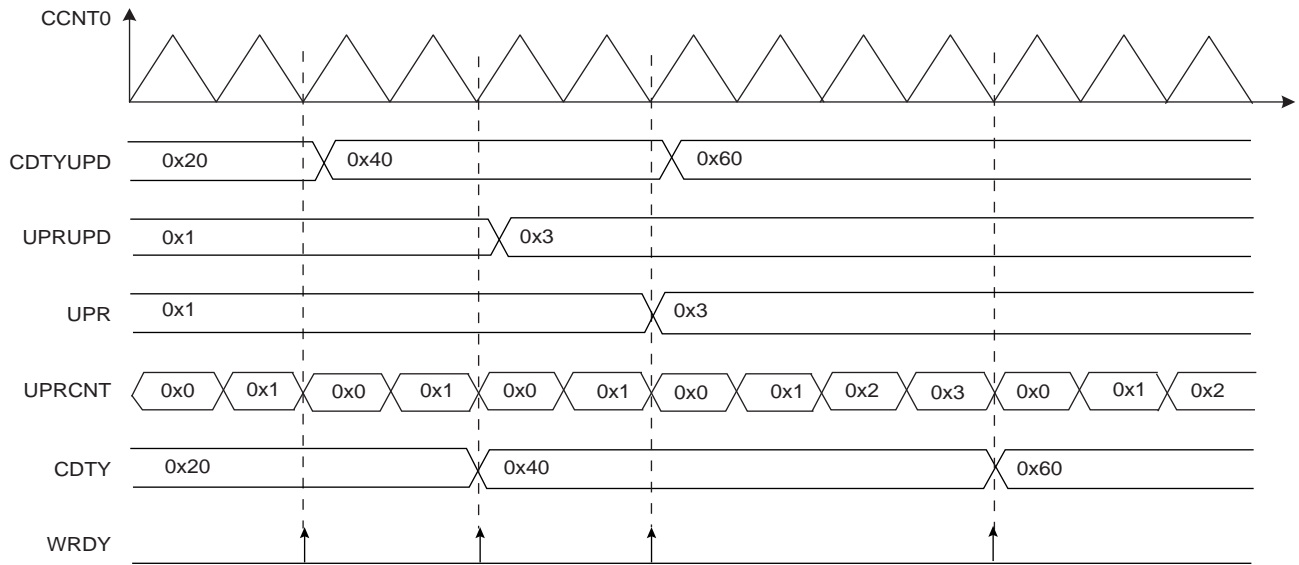 CCNT0
CDTYUPD 0x20 0x40 0x60
UPRUPD 0x1 0x3
UPR 0x1 0x3
UPRCNT 0x0 0x1 0x0 0x1 0x0 0x1 0x0 0x1 0x2 0x3 0x0 0x1 0x2
CDTY 0x20 0x40 0x60
WRDY